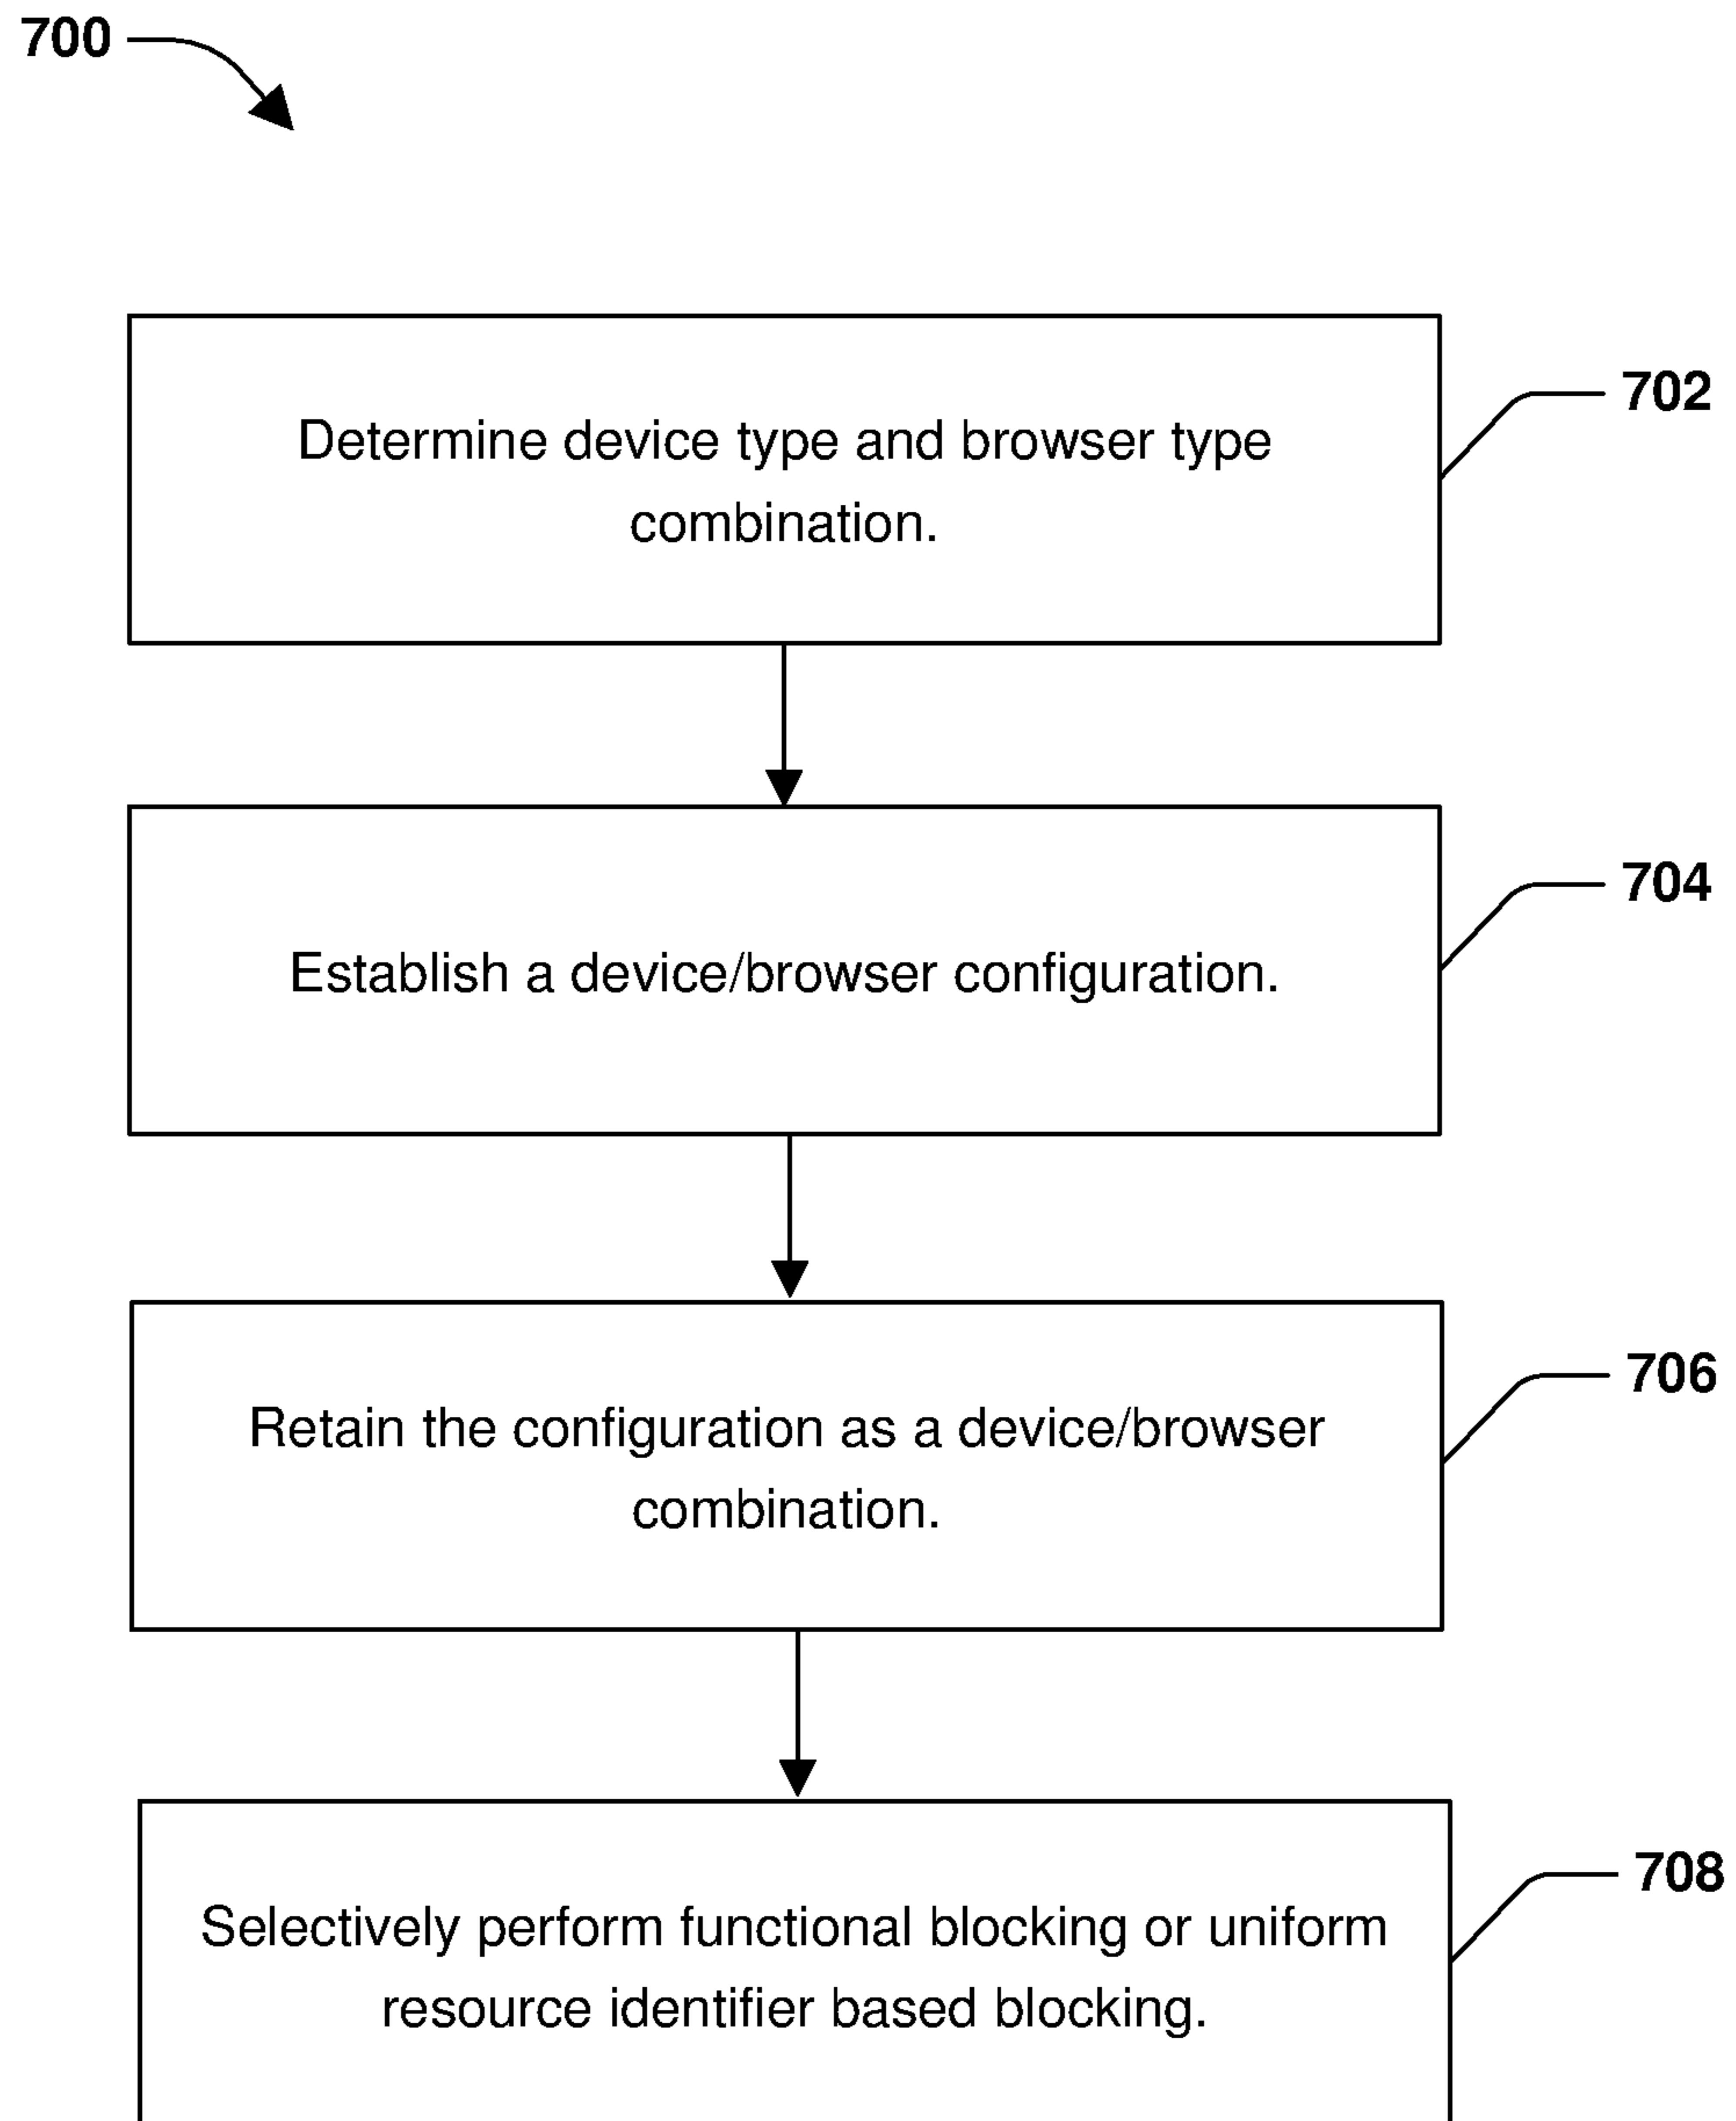 700
Determine device type and browser type
combination.
702
Establish a device/browser configuration.
704
Retain the configuration as a device/browser
combination.
706
Selectively perform functional blocking or uniform
resource identifier based blocking.
708